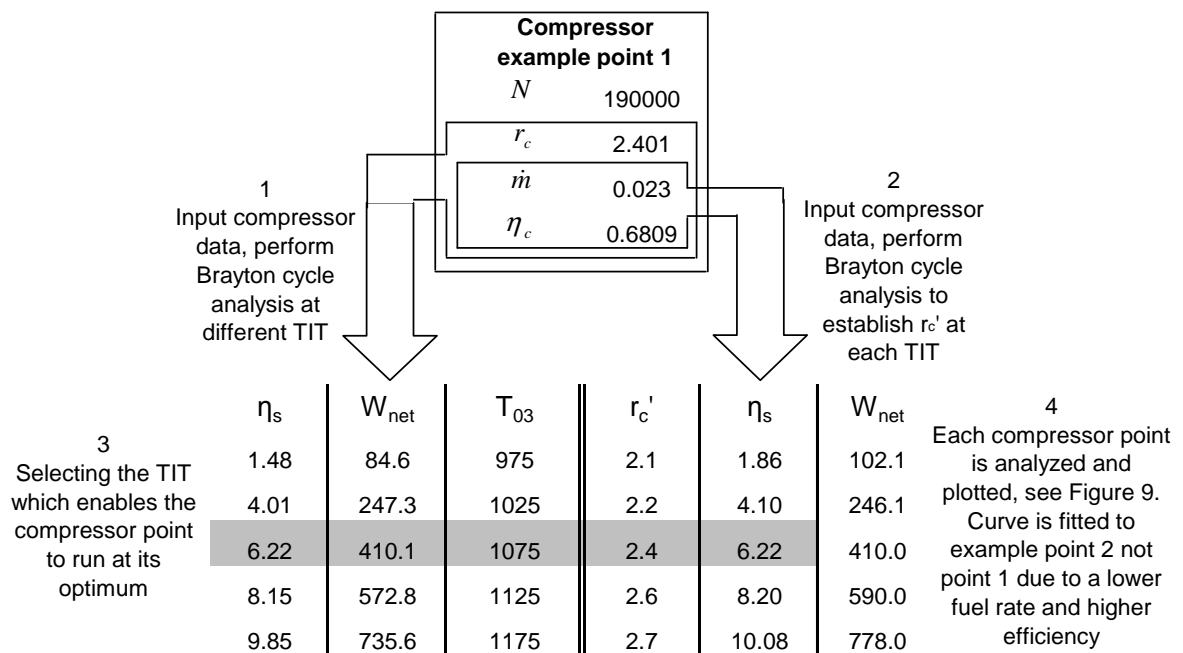 Compressor
example point 1
N 190000
r_c 2.401
ṁ 0.023
η_c 0.6809
1
Input compressor
data, perform
Brayton cycle
analysis at
different TIT
2
Input compressor
data, perform
Brayton cycle
analysis to
establish rc' at
each TIT
η_s W_net T_03 r_c' η_s W_net
1.48 84.6 975 2.1 1.86 102.1
4.01 247.3 1025 2.2 4.10 246.1
6.22 410.1 1075 2.4 6.22 410.0
8.15 572.8 1125 2.6 8.20 590.0
9.85 735.6 1175 2.7 10.08 778.0
3
Selecting the TIT
which enables the
compressor point
to run at its
optimum
4
Each compressor point
is analyzed and
plotted, see Figure 9.
Curve is fitted to
example point 2 not
point 1 due to a lower
fuel rate and higher
efficiency